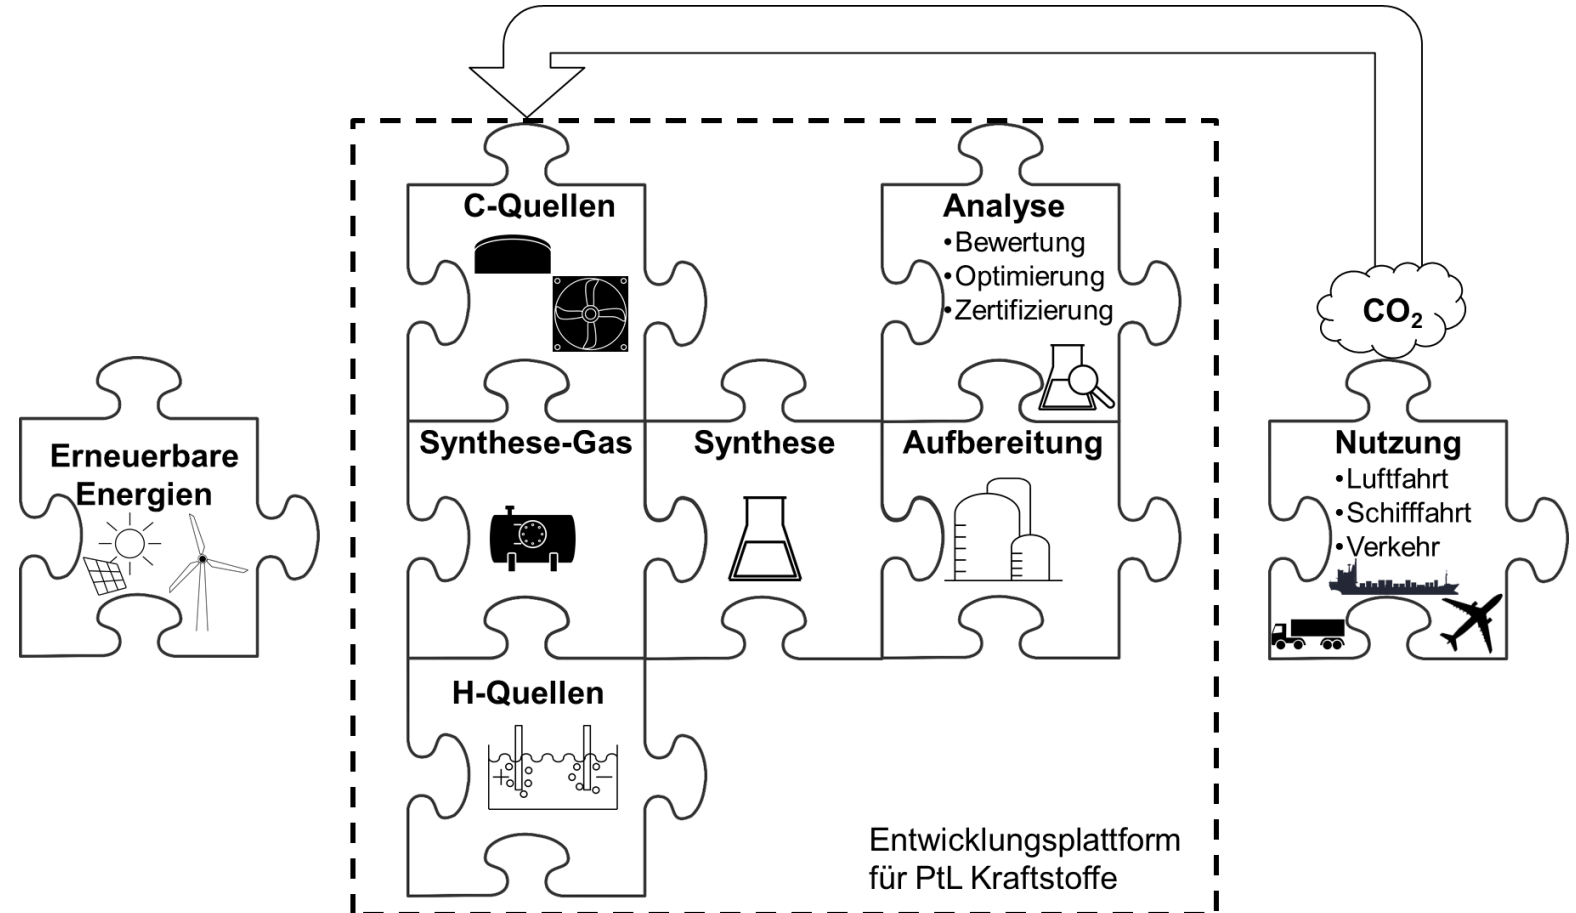 C-Quellen
Analyse
•Bewertung
•Optimierung
•Zertifizierung
CO₂
Erneuerbare
Energien
Synthese-Gas
Synthese
Aufbereitung
Nutzung
•Luftfahrt
•Schifffahrt
•Verkehr
H-Quellen
+ −
Entwicklungsplattform
für PtL Kraftstoffe